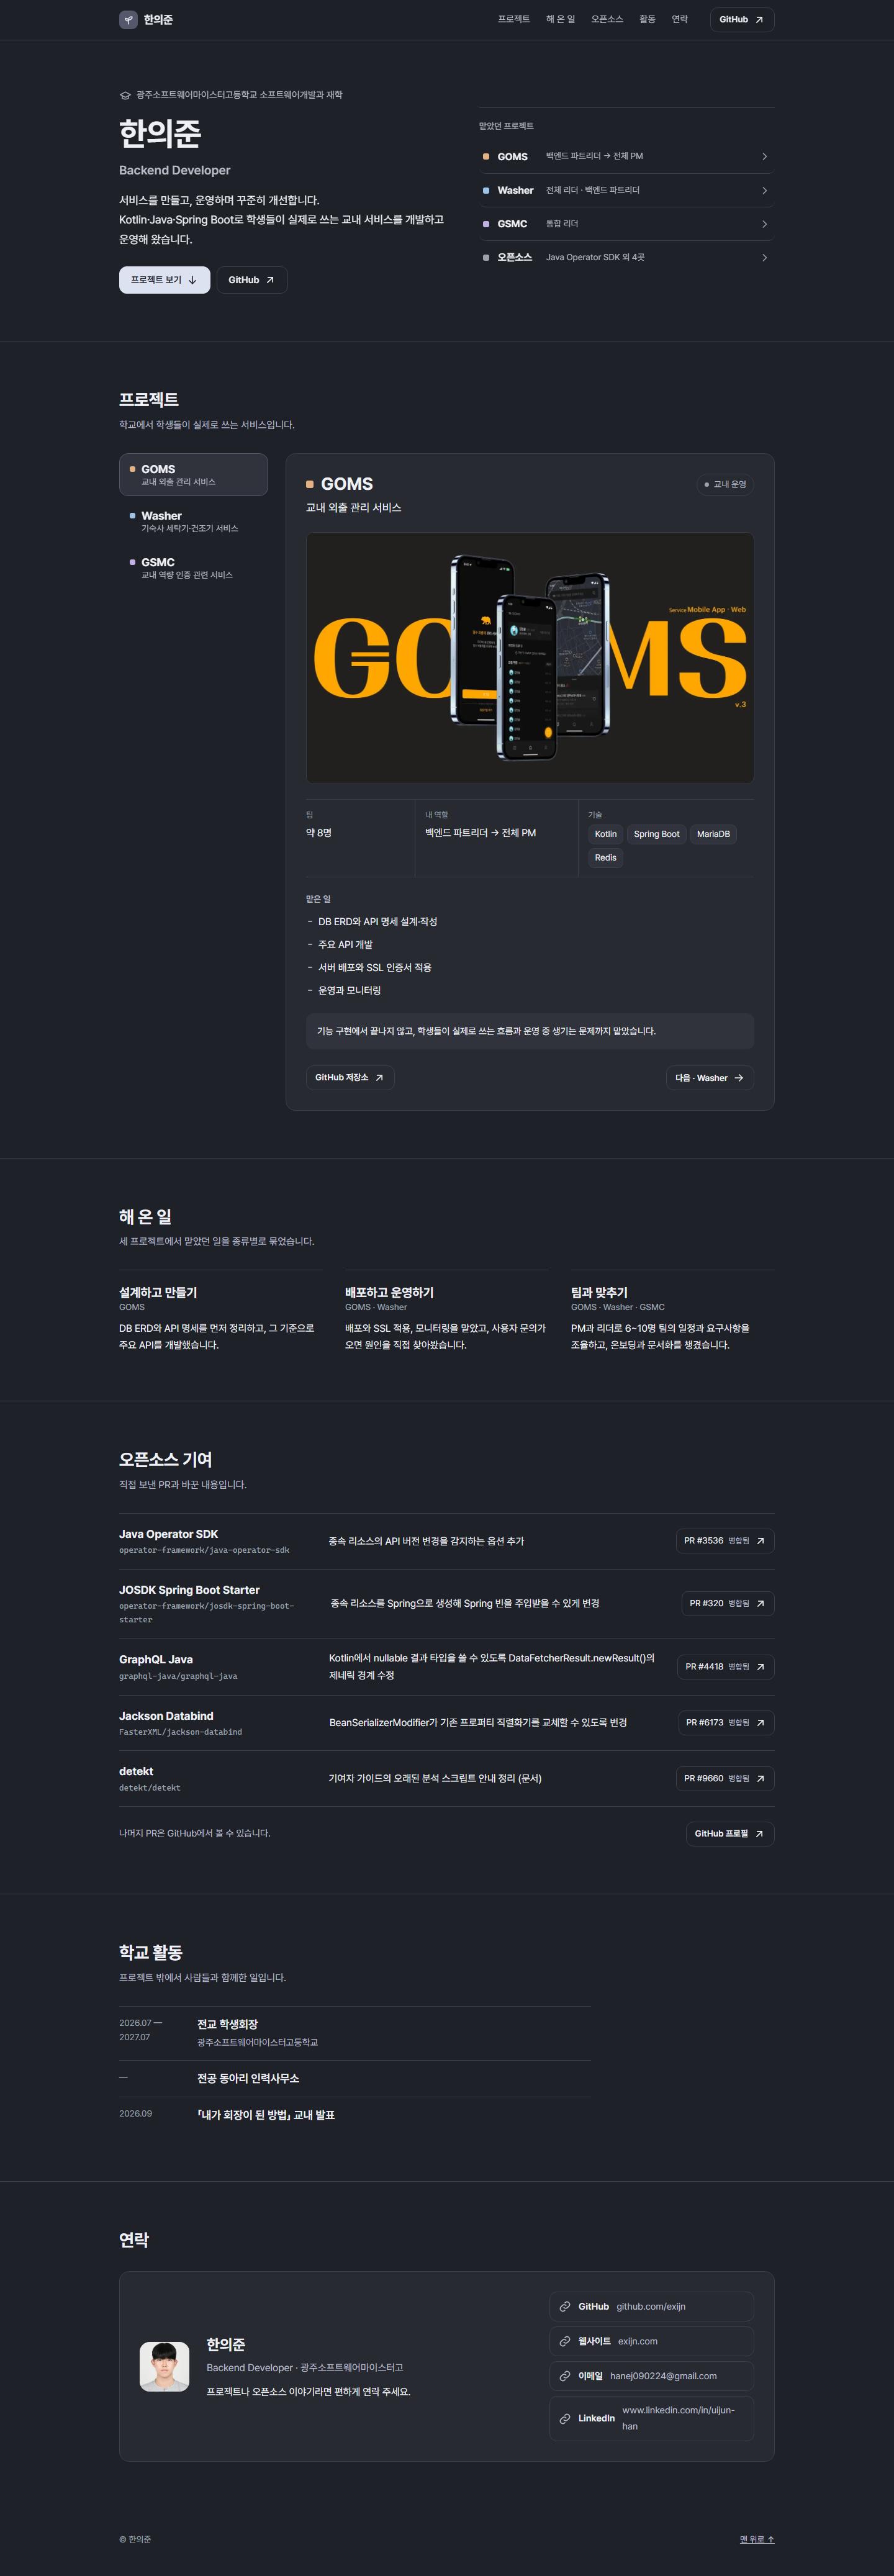 한의준
프로젝트
해 온 일
오픈소스
활동
연락
GitHub
광주소프트웨어마이스터고등학교 소프트웨어개발과 재학
한의준
Backend Developer
서비스를 만들고, 운영하며 꾸준히 개선합니다.
Kotlin·Java·Spring Boot로 학생들이 실제로 쓰는 교내 서비스를 개발하고
운영해 왔습니다.
프로젝트 보기 ↓
GitHub
맡았던 프로젝트
GOMS 백엔드 파트리더 → 전체 PM
Washer 전체 리더 · 백엔드 파트리더
GSMC 통합 리더
오픈소스 Java Operator SDK 외 4곳
프로젝트
학교에서 학생들이 실제로 쓰는 서비스입니다.
GOMS
교내 외출 관리 서비스
Washer
기숙사 세탁기·건조기 서비스
GSMC
교내 역량 인증 관련 서비스
GOMS
교내 운영
교내 외출 관리 서비스
Service Mobile App · Web
GOMS
v.3
팀
약 8명
내 역할
백엔드 파트리더 → 전체 PM
기술
Kotlin
Spring Boot
MariaDB
Redis
맡은 일
– DB ERD와 API 명세 설계·작성
– 주요 API 개발
– 서버 배포와 SSL 인증서 적용
– 운영과 모니터링
기능 구현에서 끝나지 않고, 학생들이 실제로 쓰는 흐름과 운영 중 생기는 문제까지 맡았습니다.
GitHub 저장소
다음 · Washer →
해 온 일
세 프로젝트에서 맡았던 일을 종류별로 묶었습니다.
설계하고 만들기
GOMS
DB ERD와 API 명세를 먼저 정리하고, 그 기준으로
주요 API를 개발했습니다.
배포하고 운영하기
GOMS · Washer
배포와 SSL 적용, 모니터링을 맡았고, 사용자 문의가
오면 원인을 직접 찾아봤습니다.
팀과 맞추기
GOMS · Washer · GSMC
PM과 리더로 6~10명 팀의 일정과 요구사항을
조율하고, 온보딩과 문서화를 챙겼습니다.
오픈소스 기여
직접 보낸 PR과 바꾼 내용입니다.
Java Operator SDK
operator-framework/java-operator-sdk
종속 리소스의 API 버전 변경을 감지하는 옵션 추가
PR #3536 병합됨
JOSDK Spring Boot Starter
operator-framework/josdk-spring-boot-
starter
종속 리소스를 Spring으로 생성해 Spring 빈을 주입받을 수 있게 변경
PR #320 병합됨
GraphQL Java
graphql-java/graphql-java
Kotlin에서 nullable 결과 타입을 쓸 수 있도록 DataFetcherResult.newResult()의
제네릭 경계 수정
PR #4418 병합됨
Jackson Databind
FasterXML/jackson-databind
BeanSerializerModifier가 기존 프로퍼티 직렬화기를 교체할 수 있도록 변경
PR #6173 병합됨
detekt
detekt/detekt
기여자 가이드의 오래된 분석 스크립트 안내 정리 (문서)
PR #9660 병합됨
나머지 PR은 GitHub에서 볼 수 있습니다.
GitHub 프로필
학교 활동
프로젝트 밖에서 사람들과 함께한 일입니다.
2026.07 —
2027.07
전교 학생회장
광주소프트웨어마이스터고등학교
—
전공 동아리 인력사무소
2026.09
「내가 회장이 된 방법」 교내 발표
연락
한의준
Backend Developer · 광주소프트웨어마이스터고
프로젝트나 오픈소스 이야기라면 편하게 연락 주세요.
GitHub github.com/exijn
웹사이트 exijn.com
이메일 hanej090224@gmail.com
LinkedIn www.linkedin.com/in/uijun-
han
© 한의준
맨 위로 ↑